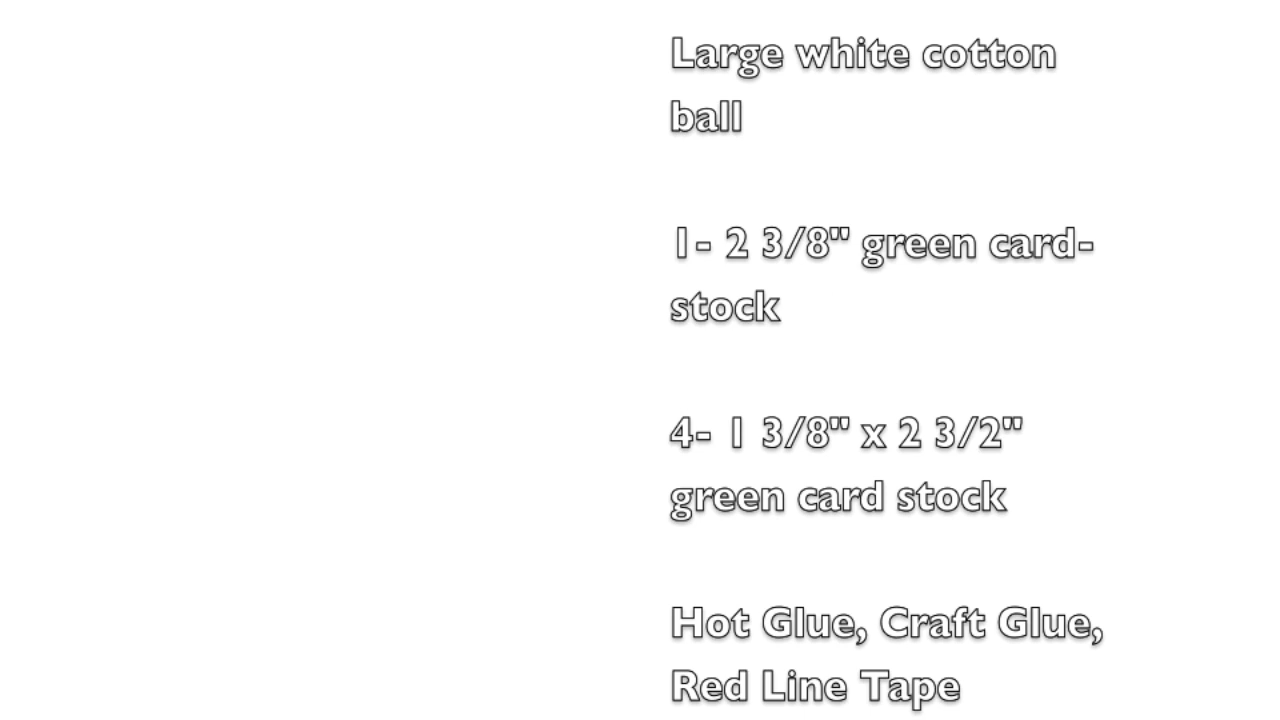 Large white cotton
ball
1- 2 3/8" green card-
stock
4- 1 3/8" x 2 3/2"
green card stock
Hot Glue, Craft Glue,
Red Line Tape